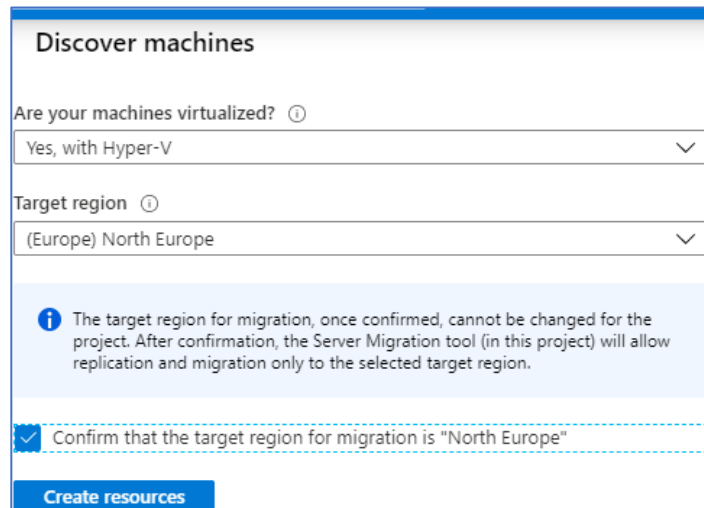 Discover machines
Are your machines virtualized?
Yes, with Hyper-V
Target region
(Europe) North Europe
The target region for migration, once confirmed, cannot be changed for the
project. After confirmation, the Server Migration tool (in this project) will allow
replication and migration only to the selected target region.
Confirm that the target region for migration is "North Europe"
Create resources